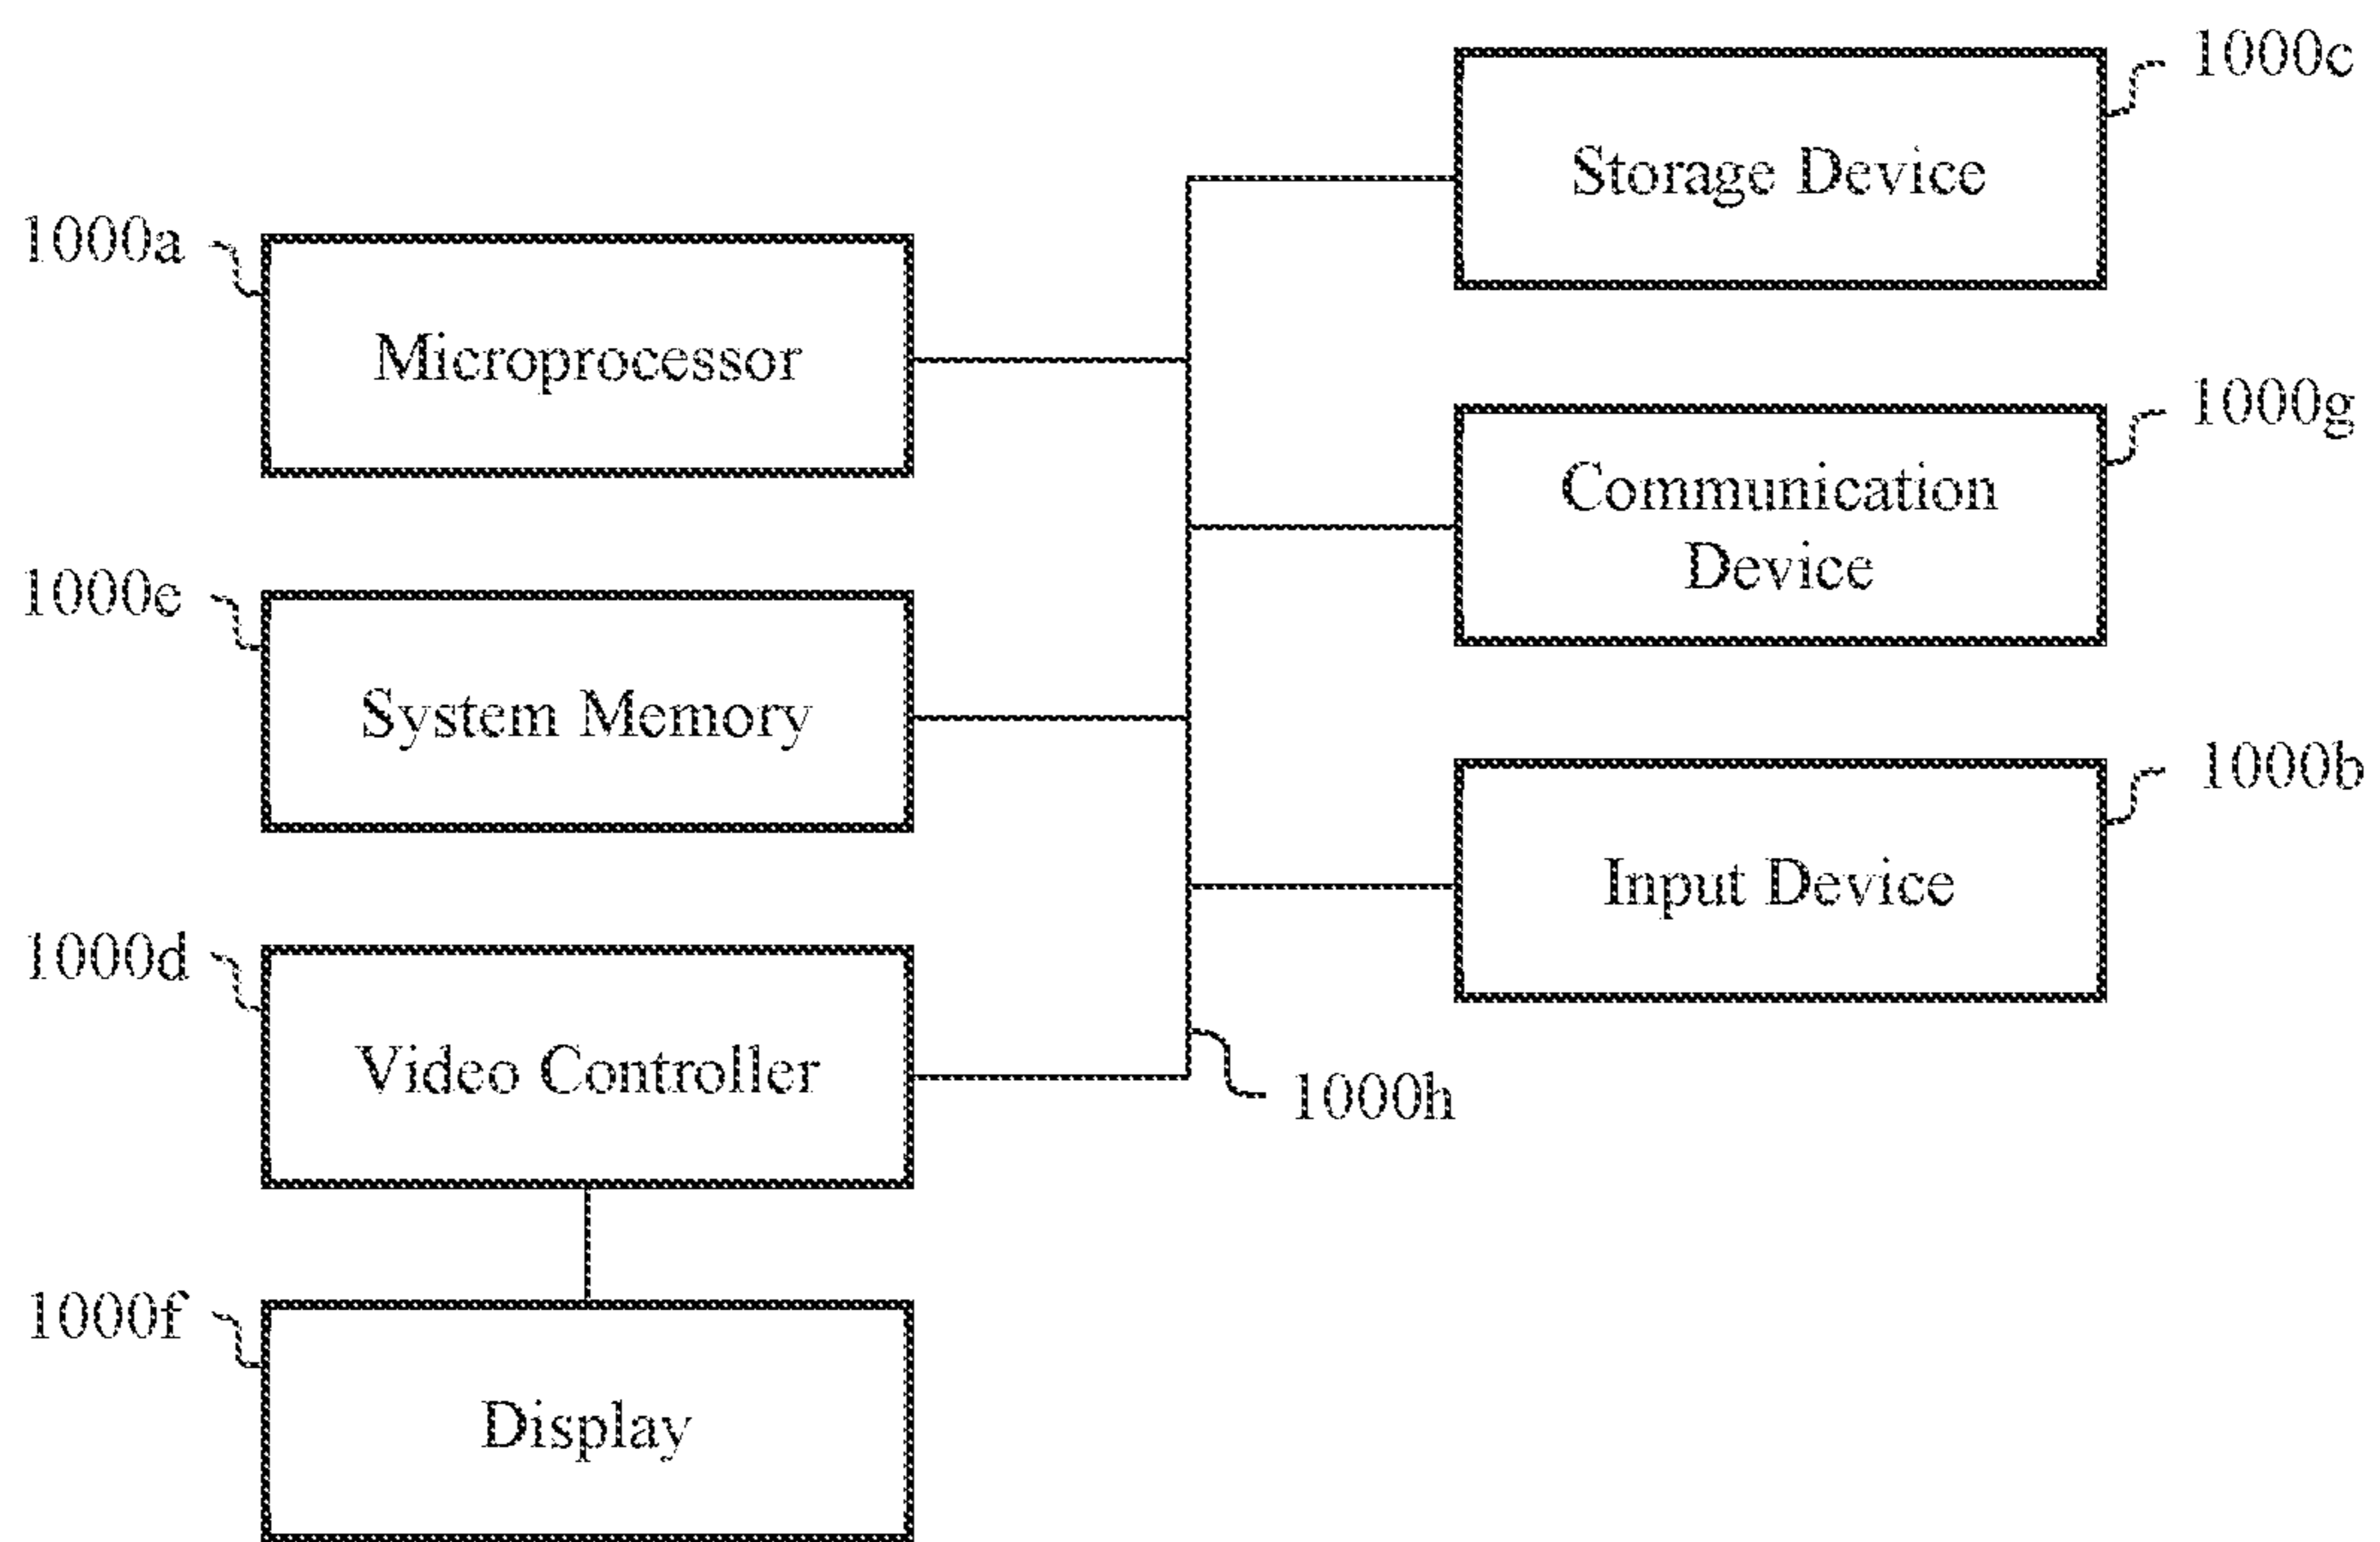 1000c
Storage Device
1000a
Microprocessor
1000g
Communication
Device
1000e
System Memory
1000b
Input Device
1000d
Video Controller
1000h
1000f
Display